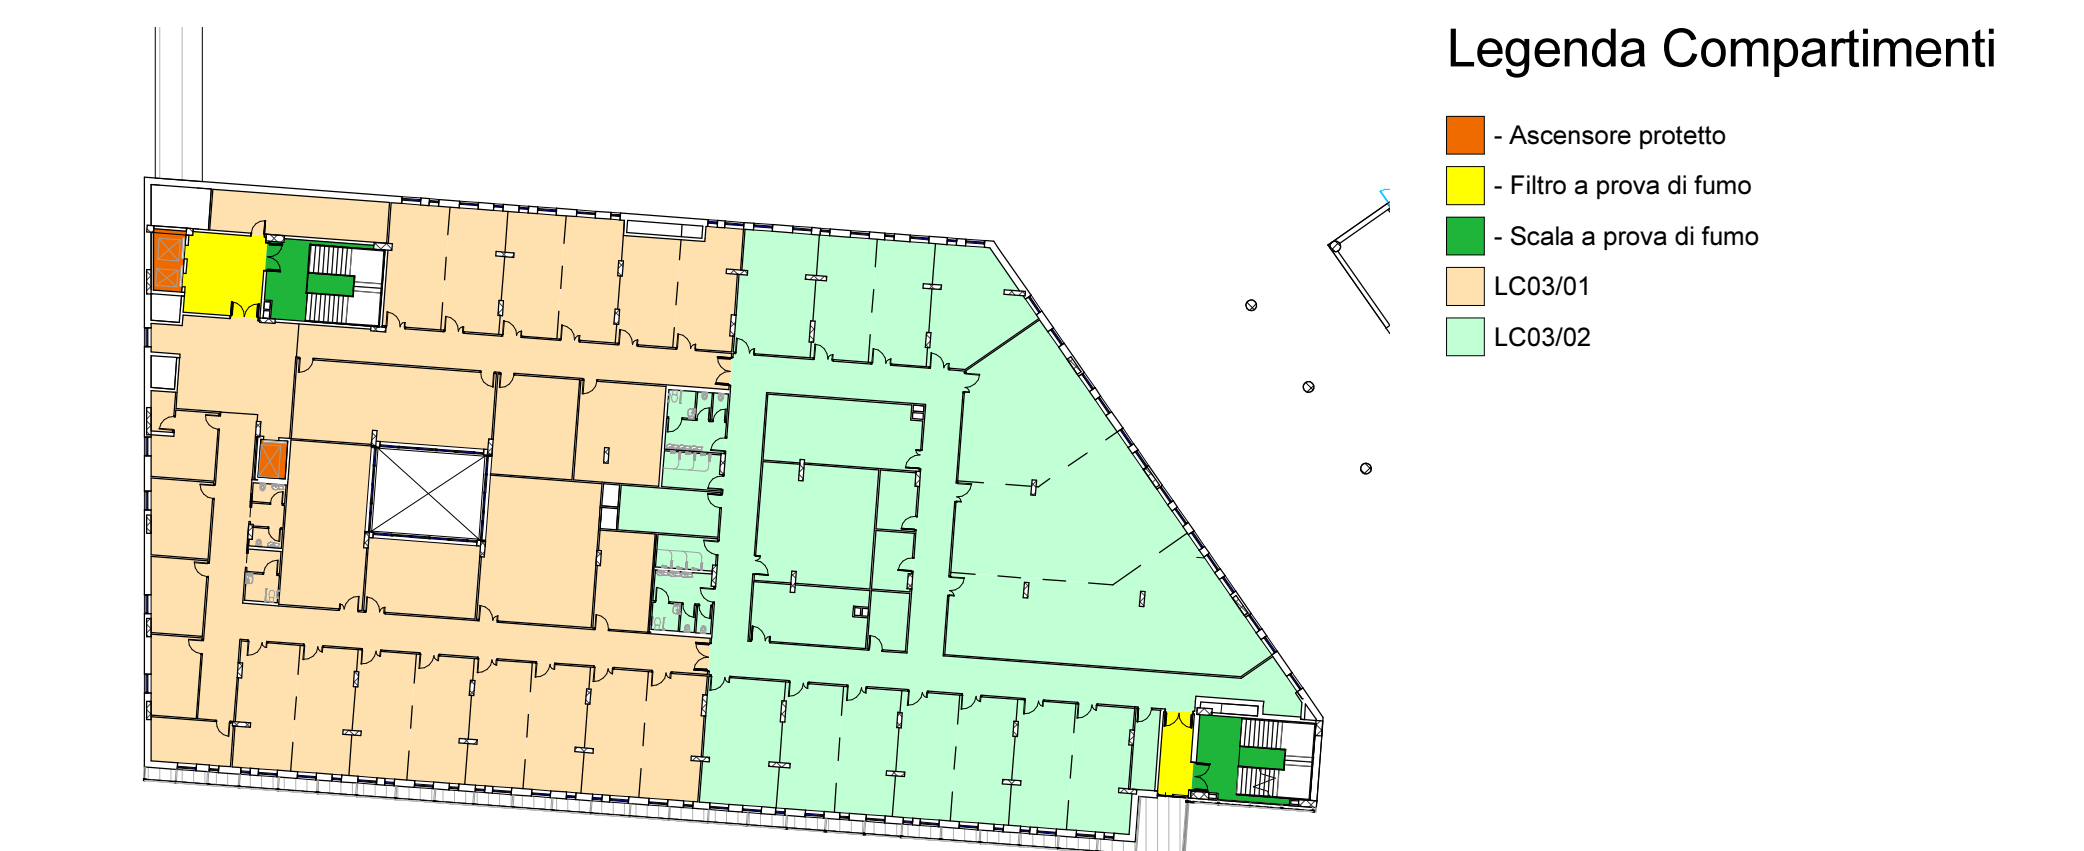 Legenda Compartimenti
- Ascensore protetto
- Filtro a prova di fumo
- Scala a prova di fumo
LC03/01
LC03/02